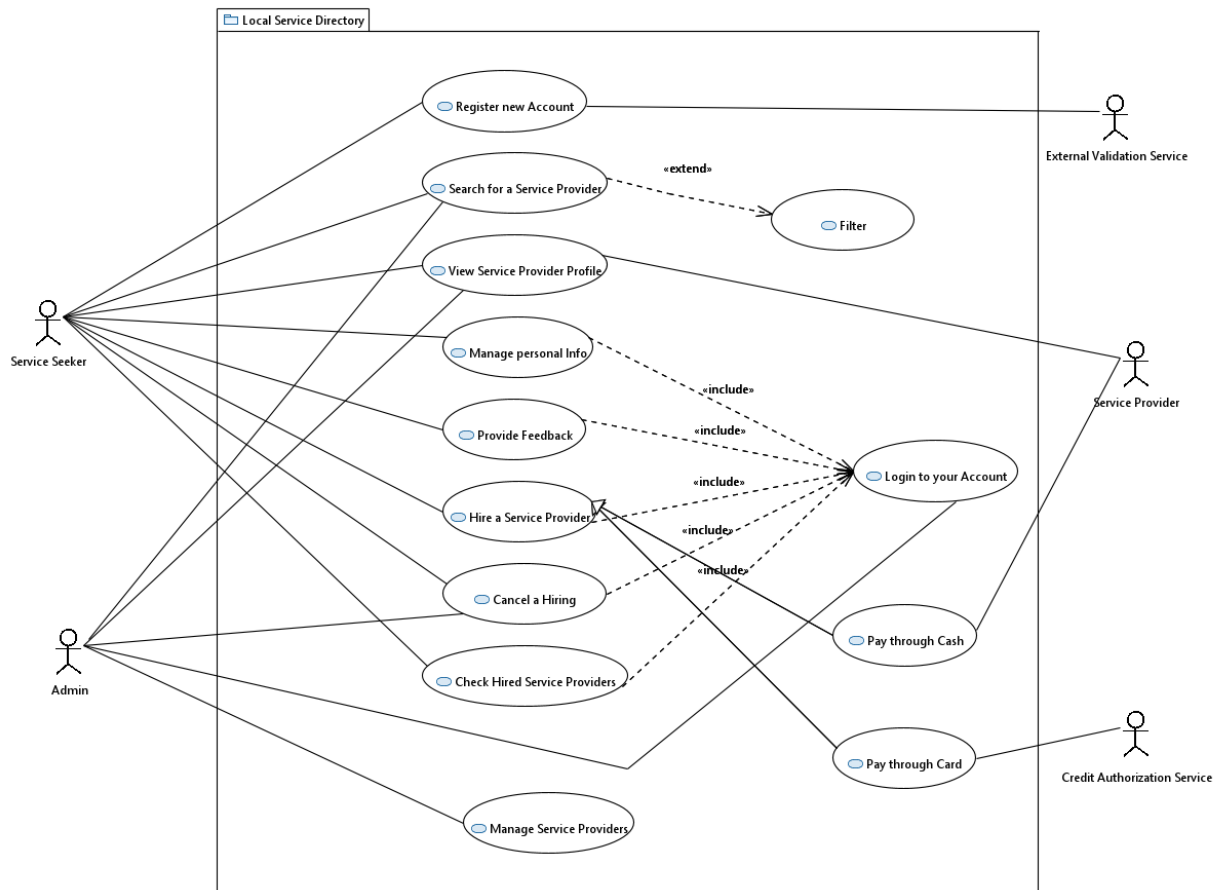 Local Service Directory
Register new Account
External Validation Service
«extend»
Search for a Service Provider
Filter
View Service Provider Profile
Service Seeker
Manage personal Info
«include»
Service Provider
Provide Feedback
«include»
Login to your Account
«include»
Hire a Service Provider
«include»
«include»
Cancel a Hiring
Pay through Cash
Admin
Check Hired Service Providers
Pay through Card
Credit Authorization Service
Manage Service Providers